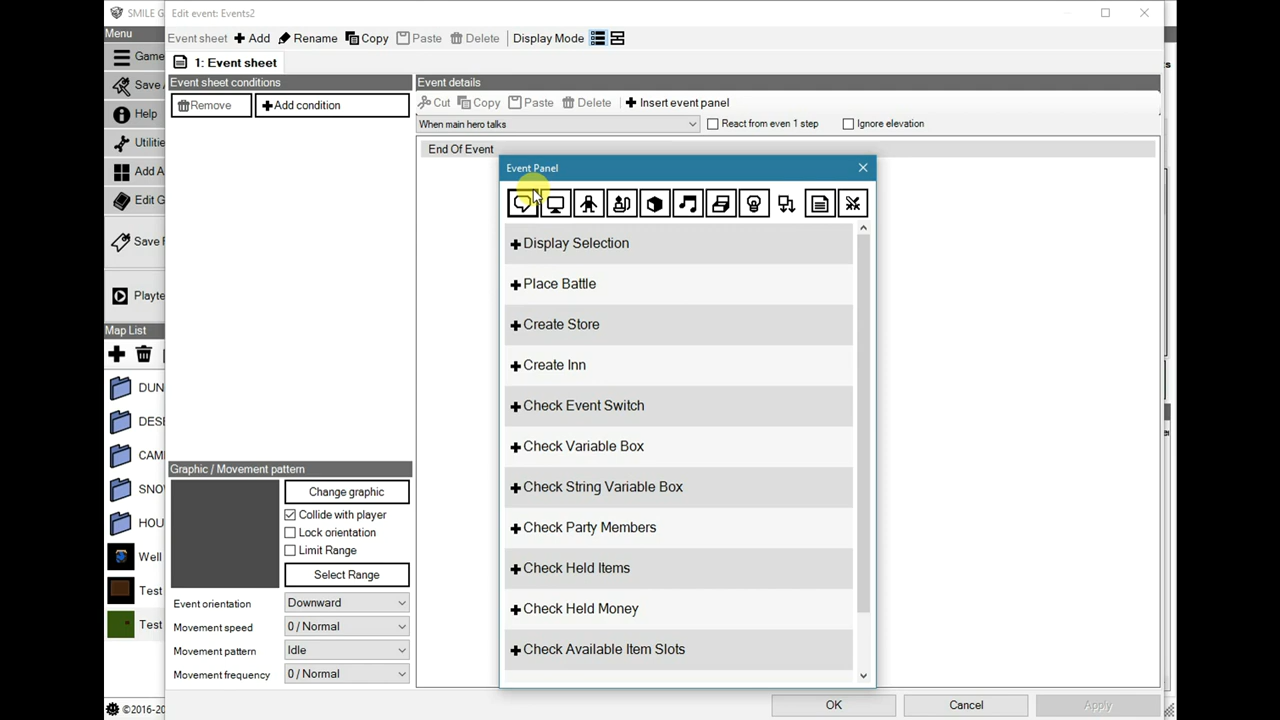 SMILE G
Edit event: Events2
Menu
Event sheet Add Rename Copy Paste Delete Display Mode
Game
1: Event sheet
Save
Event sheet conditions
Event details
Remove
Add condition
Cut Copy Paste Delete Insert event panel
Help
When main hero talks
React from even 1 step
Ignore elevation
Utilitie
End Of Event
Add A
Event Panel
Edit G
Save F
Display Selection
Place Battle
Playte
Create Store
Map List
Create Inn
DUN
Check Event Switch
DESE
Check Variable Box
CAM
Graphic / Movement pattern
Check String Variable Box
SNO
Change graphic
Collide with player
HOU
Check Party Members
Lock orientation
Limit Range
Well
Check Held Items
Select Range
Test
Event orientation
Downward
Check Held Money
Test
Movement speed
0 / Normal
Movement pattern
Idle
Check Available Item Slots
Movement frequency
0 / Normal
©2016-20
OK
Cancel
Apply